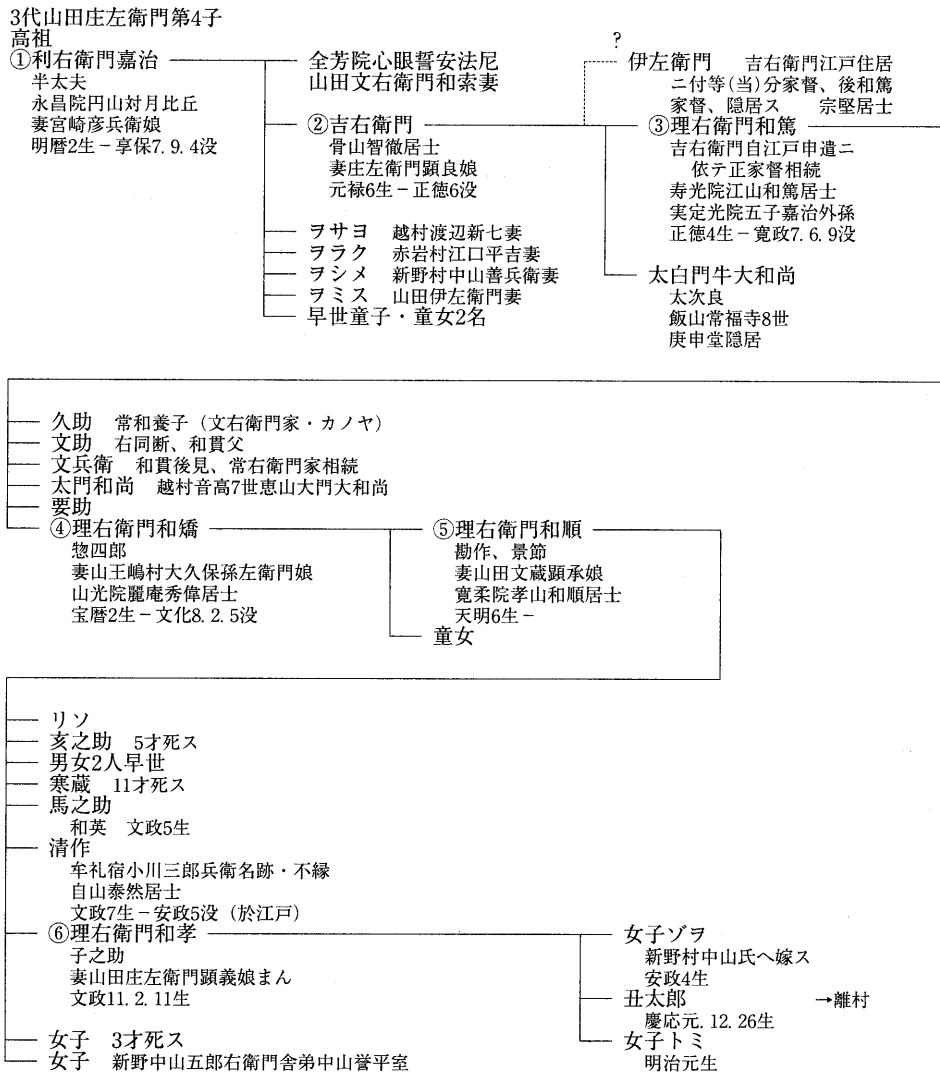 3代山田庄左衛門第4子
高祖
①利右衛門嘉治
半太夫
永昌院円山対月比丘
妻宮崎彦兵衛娘
明暦2生－享保7.9.4没
全芳院心眼誓安法尼
山田文右衛門和索妻
②吉右衛門
骨山智徹居士
妻庄左衛門顕良娘
元禄6生－正徳6没
ヲサヨ　越村渡辺新七妻
ヲラク　赤岩村江口平吉妻
ヲシメ　新野村中山善兵衛妻
ヲミス　山田伊左衛門妻
早世童子・童女2名
?
伊左衛門　吉右衛門江戸住居
ニ付等(当)分家督、後和篤
家督、隠居ス　宗堅居士
③理右衛門和篤
吉右衛門自江戸申遣ニ
依テ正家督相続
寿光院江山和篤居士
実定光院五子嘉治外孫
正徳4生－寛政7.6.9没
太白門牛大和尚
太次良
飯山常福寺8世
庚申堂隠居
久助　常和養子（文右衛門家・カノヤ）
文助　右同断、和貫父
文兵衛　和貫後見、常右衛門家相続
太門和尚　越村音高7世恵山大門大和尚
要助
④理右衛門和矯
惣四郎
妻山王嶋村大久保孫左衛門娘
山光院麗庵秀偉居士
宝暦2生－文化8.2.5没
⑤理右衛門和順
勘作、景節
妻山田文蔵顕承娘
寛柔院孝山和順居士
天明6生－
童女
リソ
亥之助　5才死ス
男女2人早世
寒蔵　11才死ス
馬之助
和英　文政5生
清作
牟礼宿小川三郎兵衛名跡・不縁
自山泰然居士
文政7生－安政5没（於江戸）
⑥理右衛門和孝
子之助
妻山田庄左衛門顕義娘まん
文政11.2.11生
女子　3才死ス
女子　新野中山五郎右衛門舎弟中山誉平室
女子ゾヲ
新野村中山氏へ嫁ス
安政4生
丑太郎　→離村
慶応元.12.26生
女子トミ
明治元生